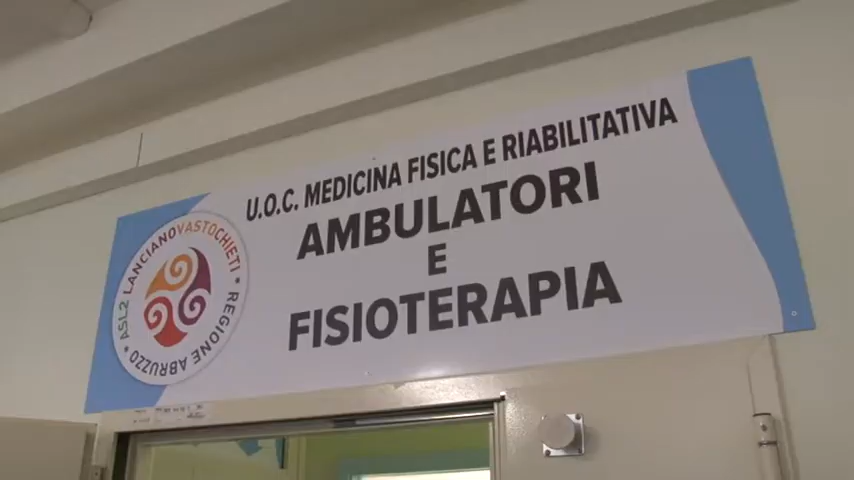 U.O.C. MEDICINA FISICA E RIABILITATIVA
AMBULATORI
E
FISIOTERAPIA
ASL2 LANCIANOVASTOCHIETI • REGIONE ABRUZZO •